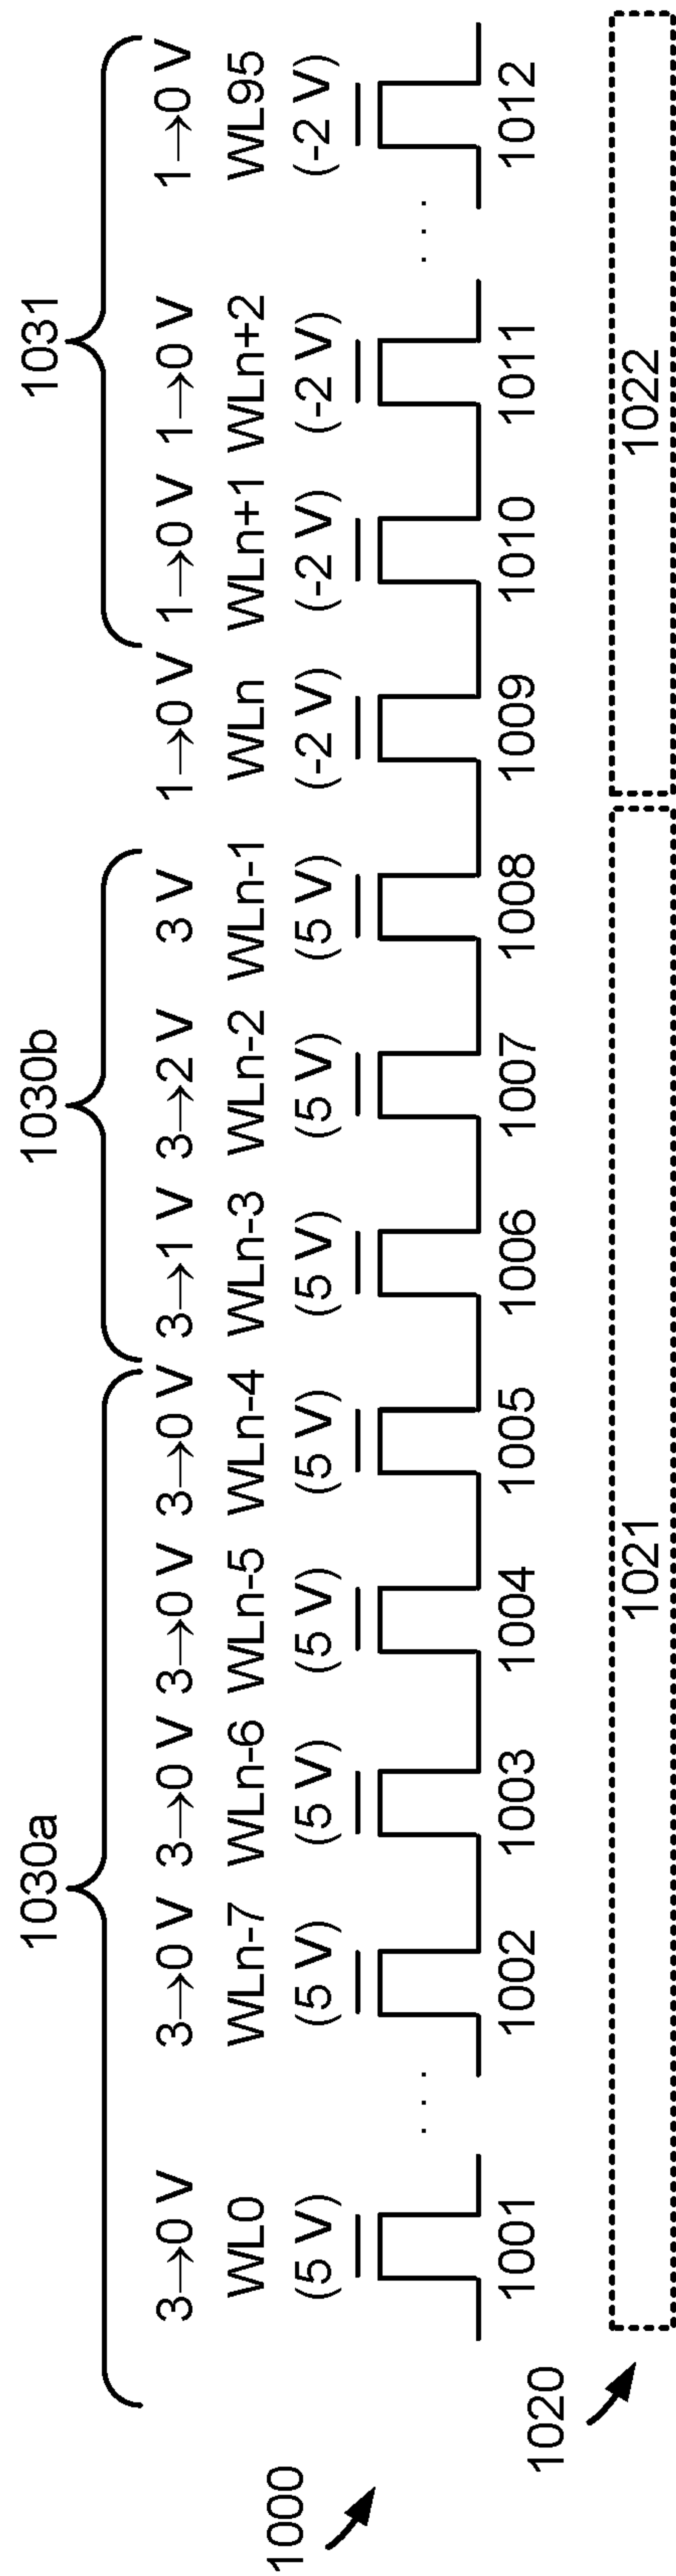 1030a 1030b 1031
3→0 V 3→0 V 3→0 V 3→0 V 3→0 V 3→1 V 3→2 V 3 V 1→0 V 1→0 V 1→0 V 1→0 V
WL0 WLn-7 WLn-6 WLn-5 WLn-4 WLn-3 WLn-2 WLn-1 WLn WLn+1 WLn+2 WL95
(5 V) (5 V) (5 V) (5 V) (5 V) (5 V) (5 V) (5 V) (-2 V) (-2 V) (-2 V) (-2 V)
1000 . . . . . .
1001 1002 1003 1004 1005 1006 1007 1008 1009 1010 1011 1012
1020 1021 1022